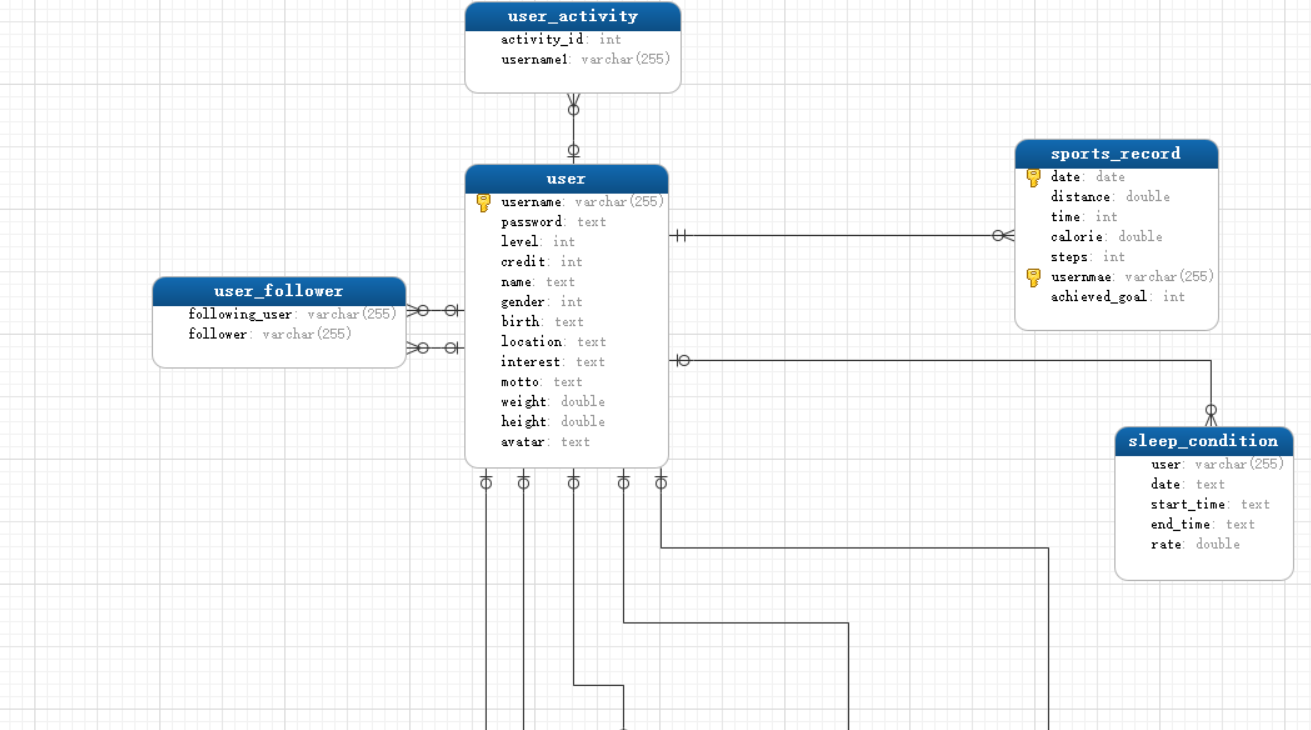 user_activity
activity_id: int
username1: varchar(255)
user
username: varchar(255)
password: text
level: int
credit: int
name: text
gender: int
birth: text
location: text
interest: text
motto: text
weight: double
height: double
avatar: text
user_follower
following_user: varchar(255)
follower: varchar(255)
sports_record
date: date
distance: double
time: int
calorie: double
steps: int
usernmae: varchar(255)
achieved_goal: int
sleep_condition
user: varchar(255)
date: text
start_time: text
end_time: text
rate: double